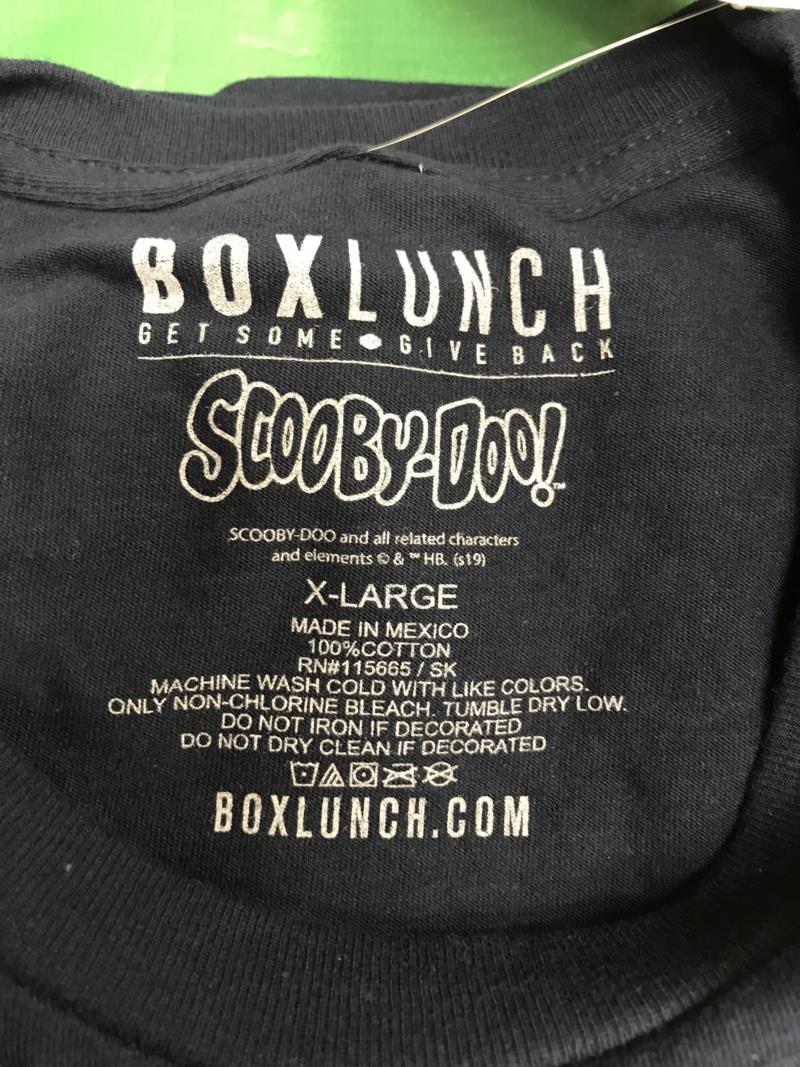 BOXLUNCH
GET SOME • GIVE BACK
SCOOBY-DOO!™
SCOOBY-DOO and all related characters
and elements © & ™ HB. (s19)
X-LARGE
MADE IN MEXICO
100%COTTON
RN#115665 / SK
MACHINE WASH COLD WITH LIKE COLORS.
ONLY NON-CHLORINE BLEACH. TUMBLE DRY LOW.
DO NOT IRON IF DECORATED
DO NOT DRY CLEAN IF DECORATED
BOXLUNCH.COM